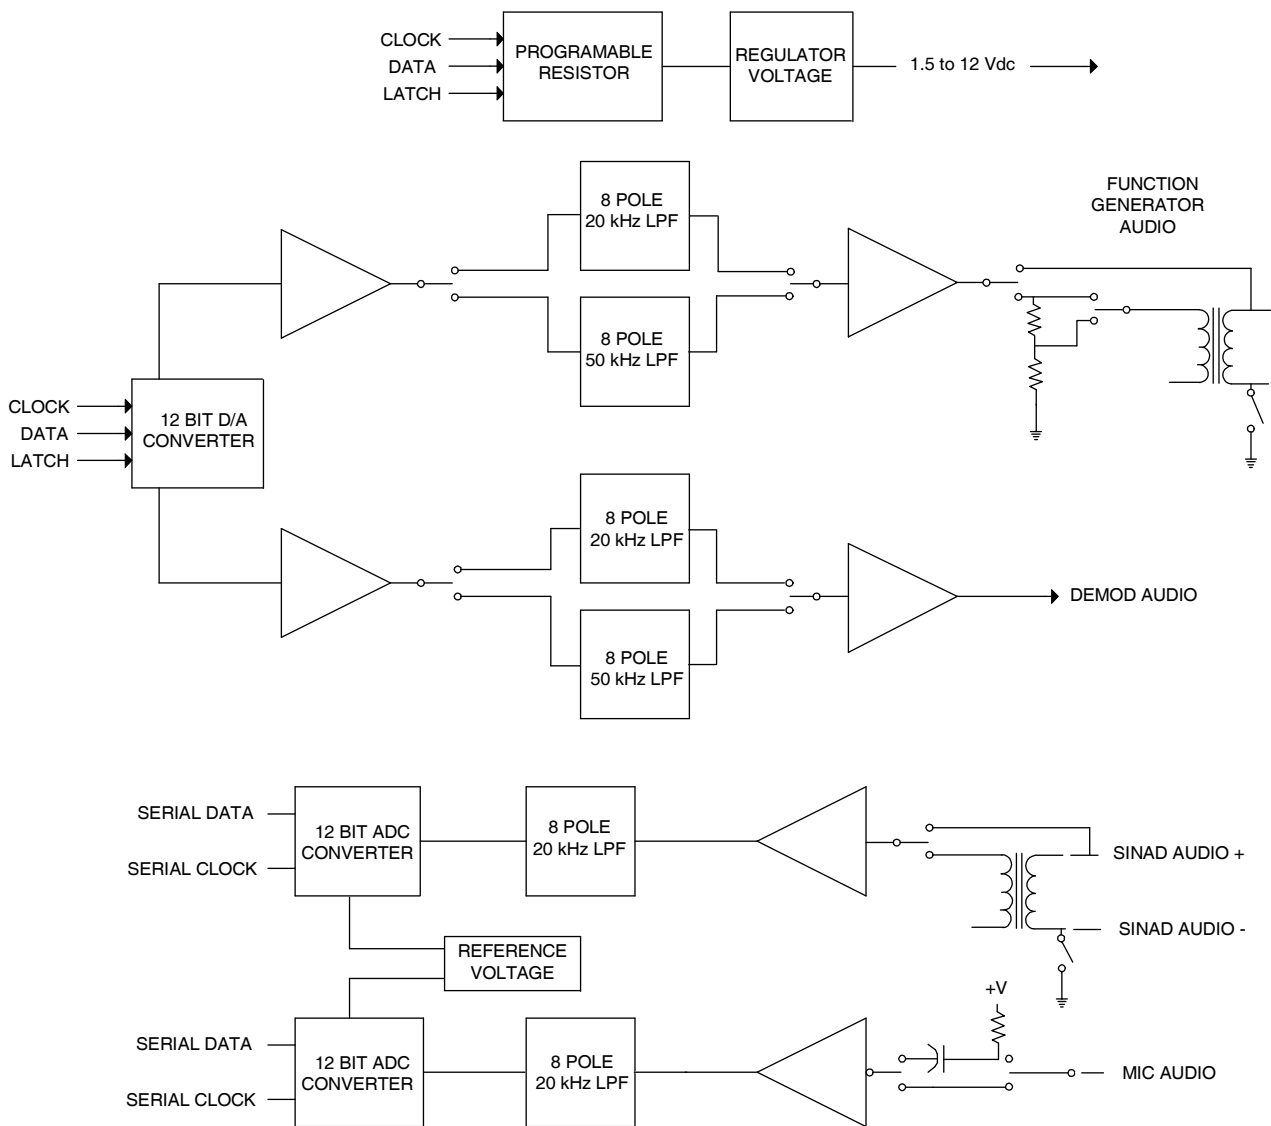 CLOCK
DATA
LATCH
PROGRAMABLE
RESISTOR
REGULATOR
VOLTAGE
1.5 to 12 Vdc
8 POLE
20 kHz LPF
FUNCTION
GENERATOR
AUDIO
8 POLE
50 kHz LPF
CLOCK
DATA
LATCH
12 BIT D/A
CONVERTER
8 POLE
20 kHz LPF
DEMOD AUDIO
8 POLE
50 kHz LPF
SERIAL DATA
SERIAL CLOCK
12 BIT ADC
CONVERTER
8 POLE
20 kHz LPF
SINAD AUDIO +
SINAD AUDIO -
REFERENCE
VOLTAGE
+V
SERIAL DATA
SERIAL CLOCK
12 BIT ADC
CONVERTER
8 POLE
20 kHz LPF
MIC AUDIO